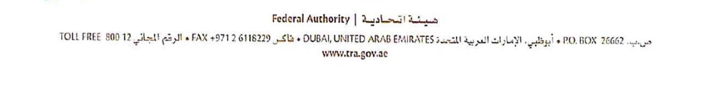 Federal Authority | هيئة اتحادية
TOLL FREE 800 12 الرقم المجاني • FAX +971 2 6118229 فاكس • DUBAI, UNITED ARAB EMIRATES أبوظبي، الإمارات العربية المتحدة • P.O. BOX 26662 ص.ب.
www.tra.gov.ae